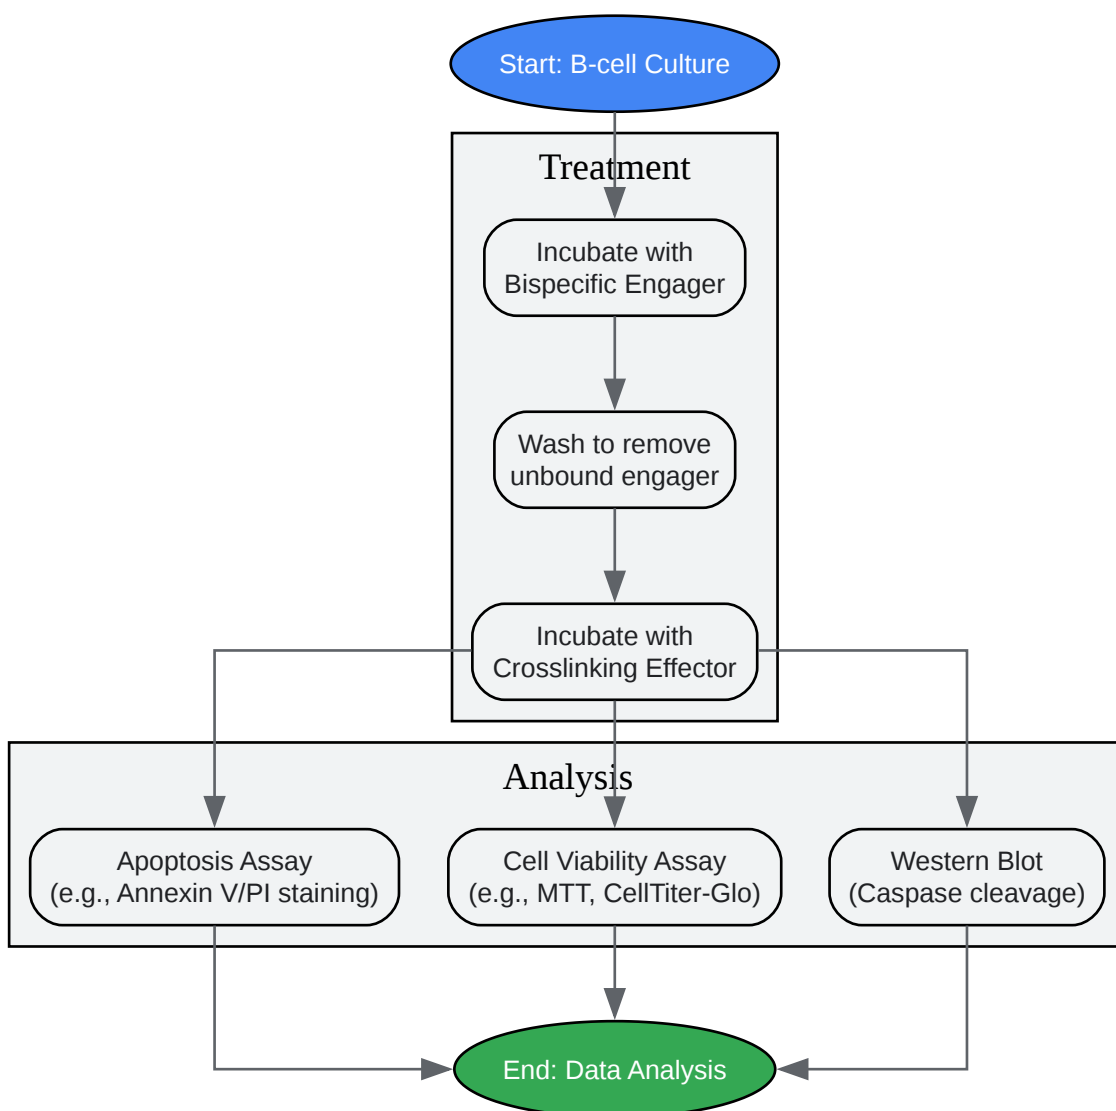 Start: B-cell Culture
Treatment
Incubate with
Bispecific Engager
Wash to remove
unbound engager
Incubate with
Crosslinking Effector
Analysis
Apoptosis Assay
(e.g., Annexin V/PI staining)
Cell Viability Assay
(e.g., MTT, CellTiter-Glo)
Western Blot
(Caspase cleavage)
End: Data Analysis